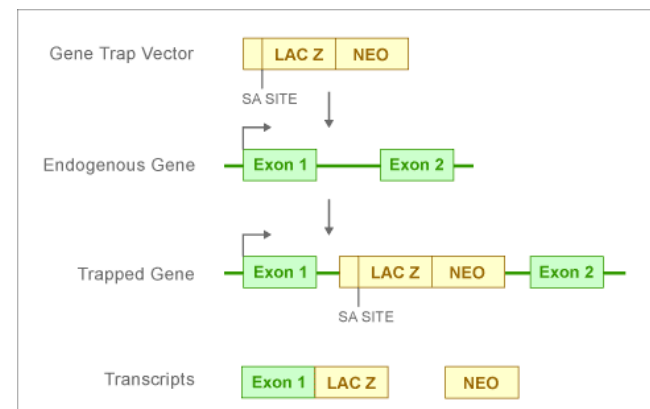 Gene Trap Vector
LAC Z NEO
SA SITE
Endogenous Gene
Exon 1 Exon 2
Trapped Gene
Exon 1 LAC Z NEO Exon 2
SA SITE
Transcripts
Exon 1 LAC Z NEO